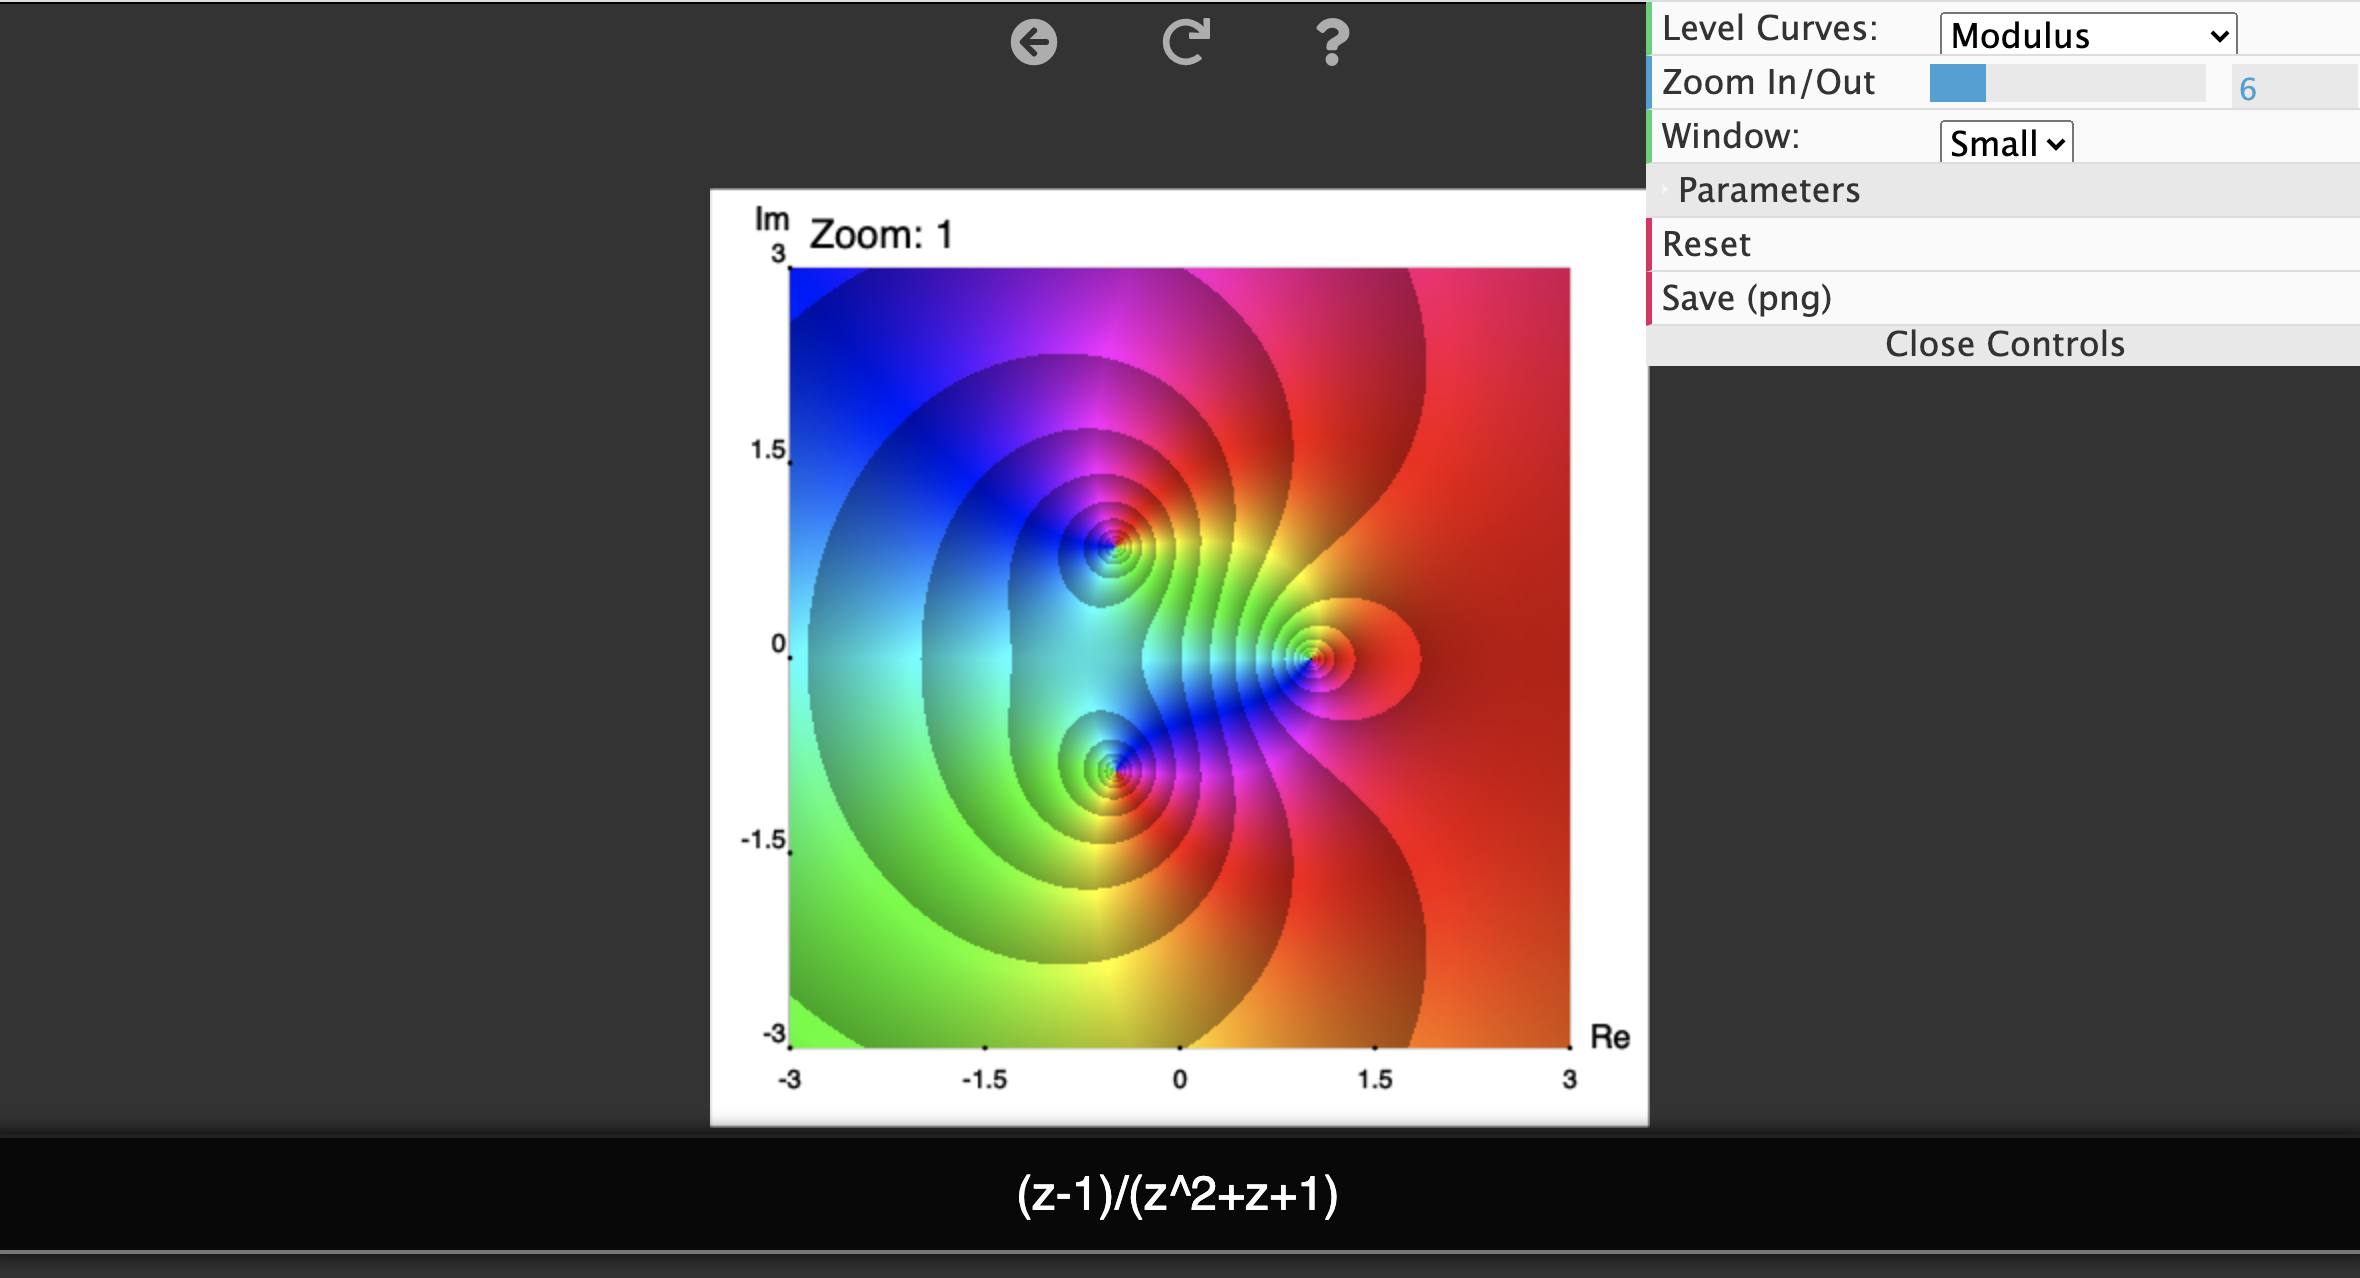 ?
Level Curves: Modulus
Zoom In/Out 6
Window: Small
Parameters
Reset
Save (png)
Close Controls
Im Zoom: 1
3
1.5
0
-1.5
-3
Re
-3 -1.5 0 1.5 3
(z-1)/(z^2+z+1)